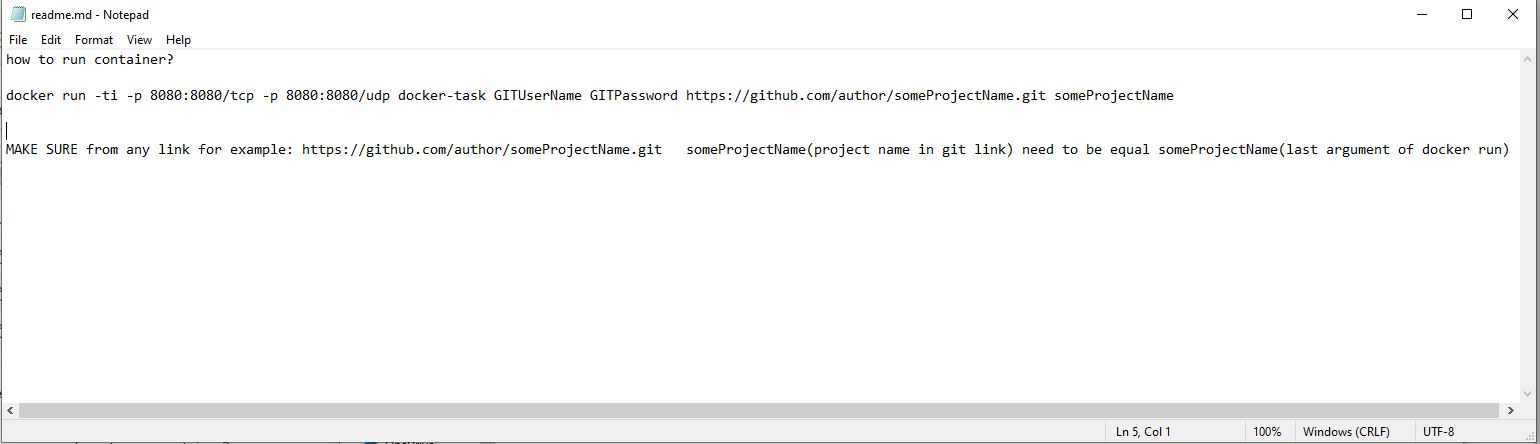 readme.md - Notepad
File Edit Format View Help
how to run container?
docker run -ti -p 8080:8080/tcp -p 8080:8080/udp docker-task GITUserName GITPassword https://github.com/author/someProjectName.git someProjectName
MAKE SURE from any link for example: https://github.com/author/someProjectName.git   someProjectName(project name in git link) need to be equal someProjectName(last argument of docker run)
Ln 5, Col 1 100% Windows (CRLF) UTF-8